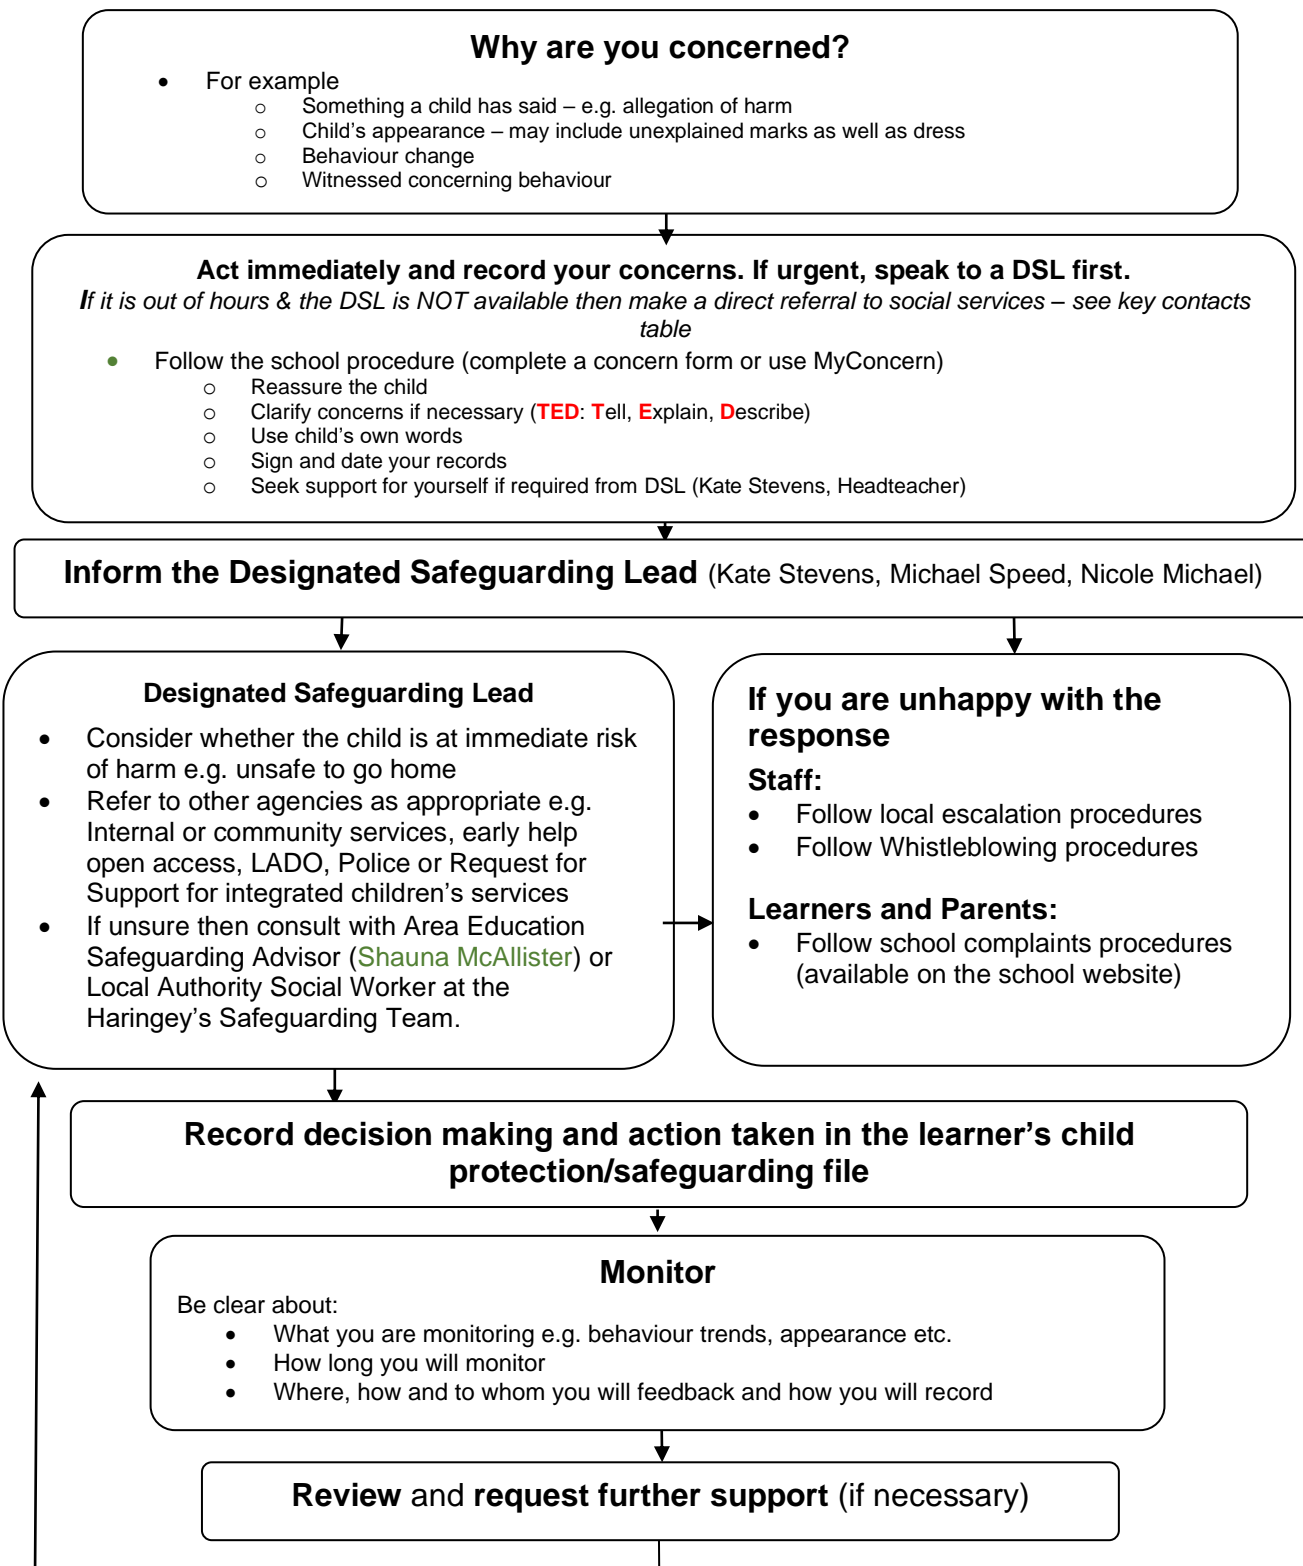 Why are you concerned?
• For example
o Something a child has said – e.g. allegation of harm
o Child's appearance – may include unexplained marks as well as dress
o Behaviour change
o Witnessed concerning behaviour
Act immediately and record your concerns. If urgent, speak to a DSL first.
If it is out of hours & the DSL is NOT available then make a direct referral to social services – see key contacts
table
• Follow the school procedure (complete a concern form or use MyConcern)
o Reassure the child
o Clarify concerns if necessary (TED: Tell, Explain, Describe)
o Use child's own words
o Sign and date your records
o Seek support for yourself if required from DSL (Kate Stevens, Headteacher)
Inform the Designated Safeguarding Lead (Kate Stevens, Michael Speed, Nicole Michael)
Designated Safeguarding Lead
• Consider whether the child is at immediate risk
of harm e.g. unsafe to go home
• Refer to other agencies as appropriate e.g.
Internal or community services, early help
open access, LADO, Police or Request for
Support for integrated children's services
• If unsure then consult with Area Education
Safeguarding Advisor (Shauna McAllister) or
Local Authority Social Worker at the
Haringey's Safeguarding Team.
If you are unhappy with the
response
Staff:
• Follow local escalation procedures
• Follow Whistleblowing procedures
Learners and Parents:
• Follow school complaints procedures
(available on the school website)
Record decision making and action taken in the learner's child
protection/safeguarding file
Monitor
Be clear about:
• What you are monitoring e.g. behaviour trends, appearance etc.
• How long you will monitor
• Where, how and to whom you will feedback and how you will record
Review and request further support (if necessary)